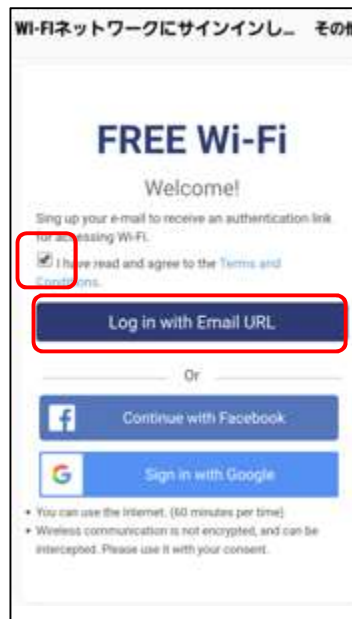 WI-FIネットワークにサインインし… その他
FREE Wi-Fi
Welcome!
Sing up your e-mail to receive an authentication link
for accessing Wi-Fi.
I have read and agree to the Terms and
Conditions.
Log in with Email URL
Or
Continue with Facebook
Sign in with Google
• You can use the Internet. (60 minutes per time)
• Wireless communication is not encrypted, and can be
intercepted. Please use it with your consent.